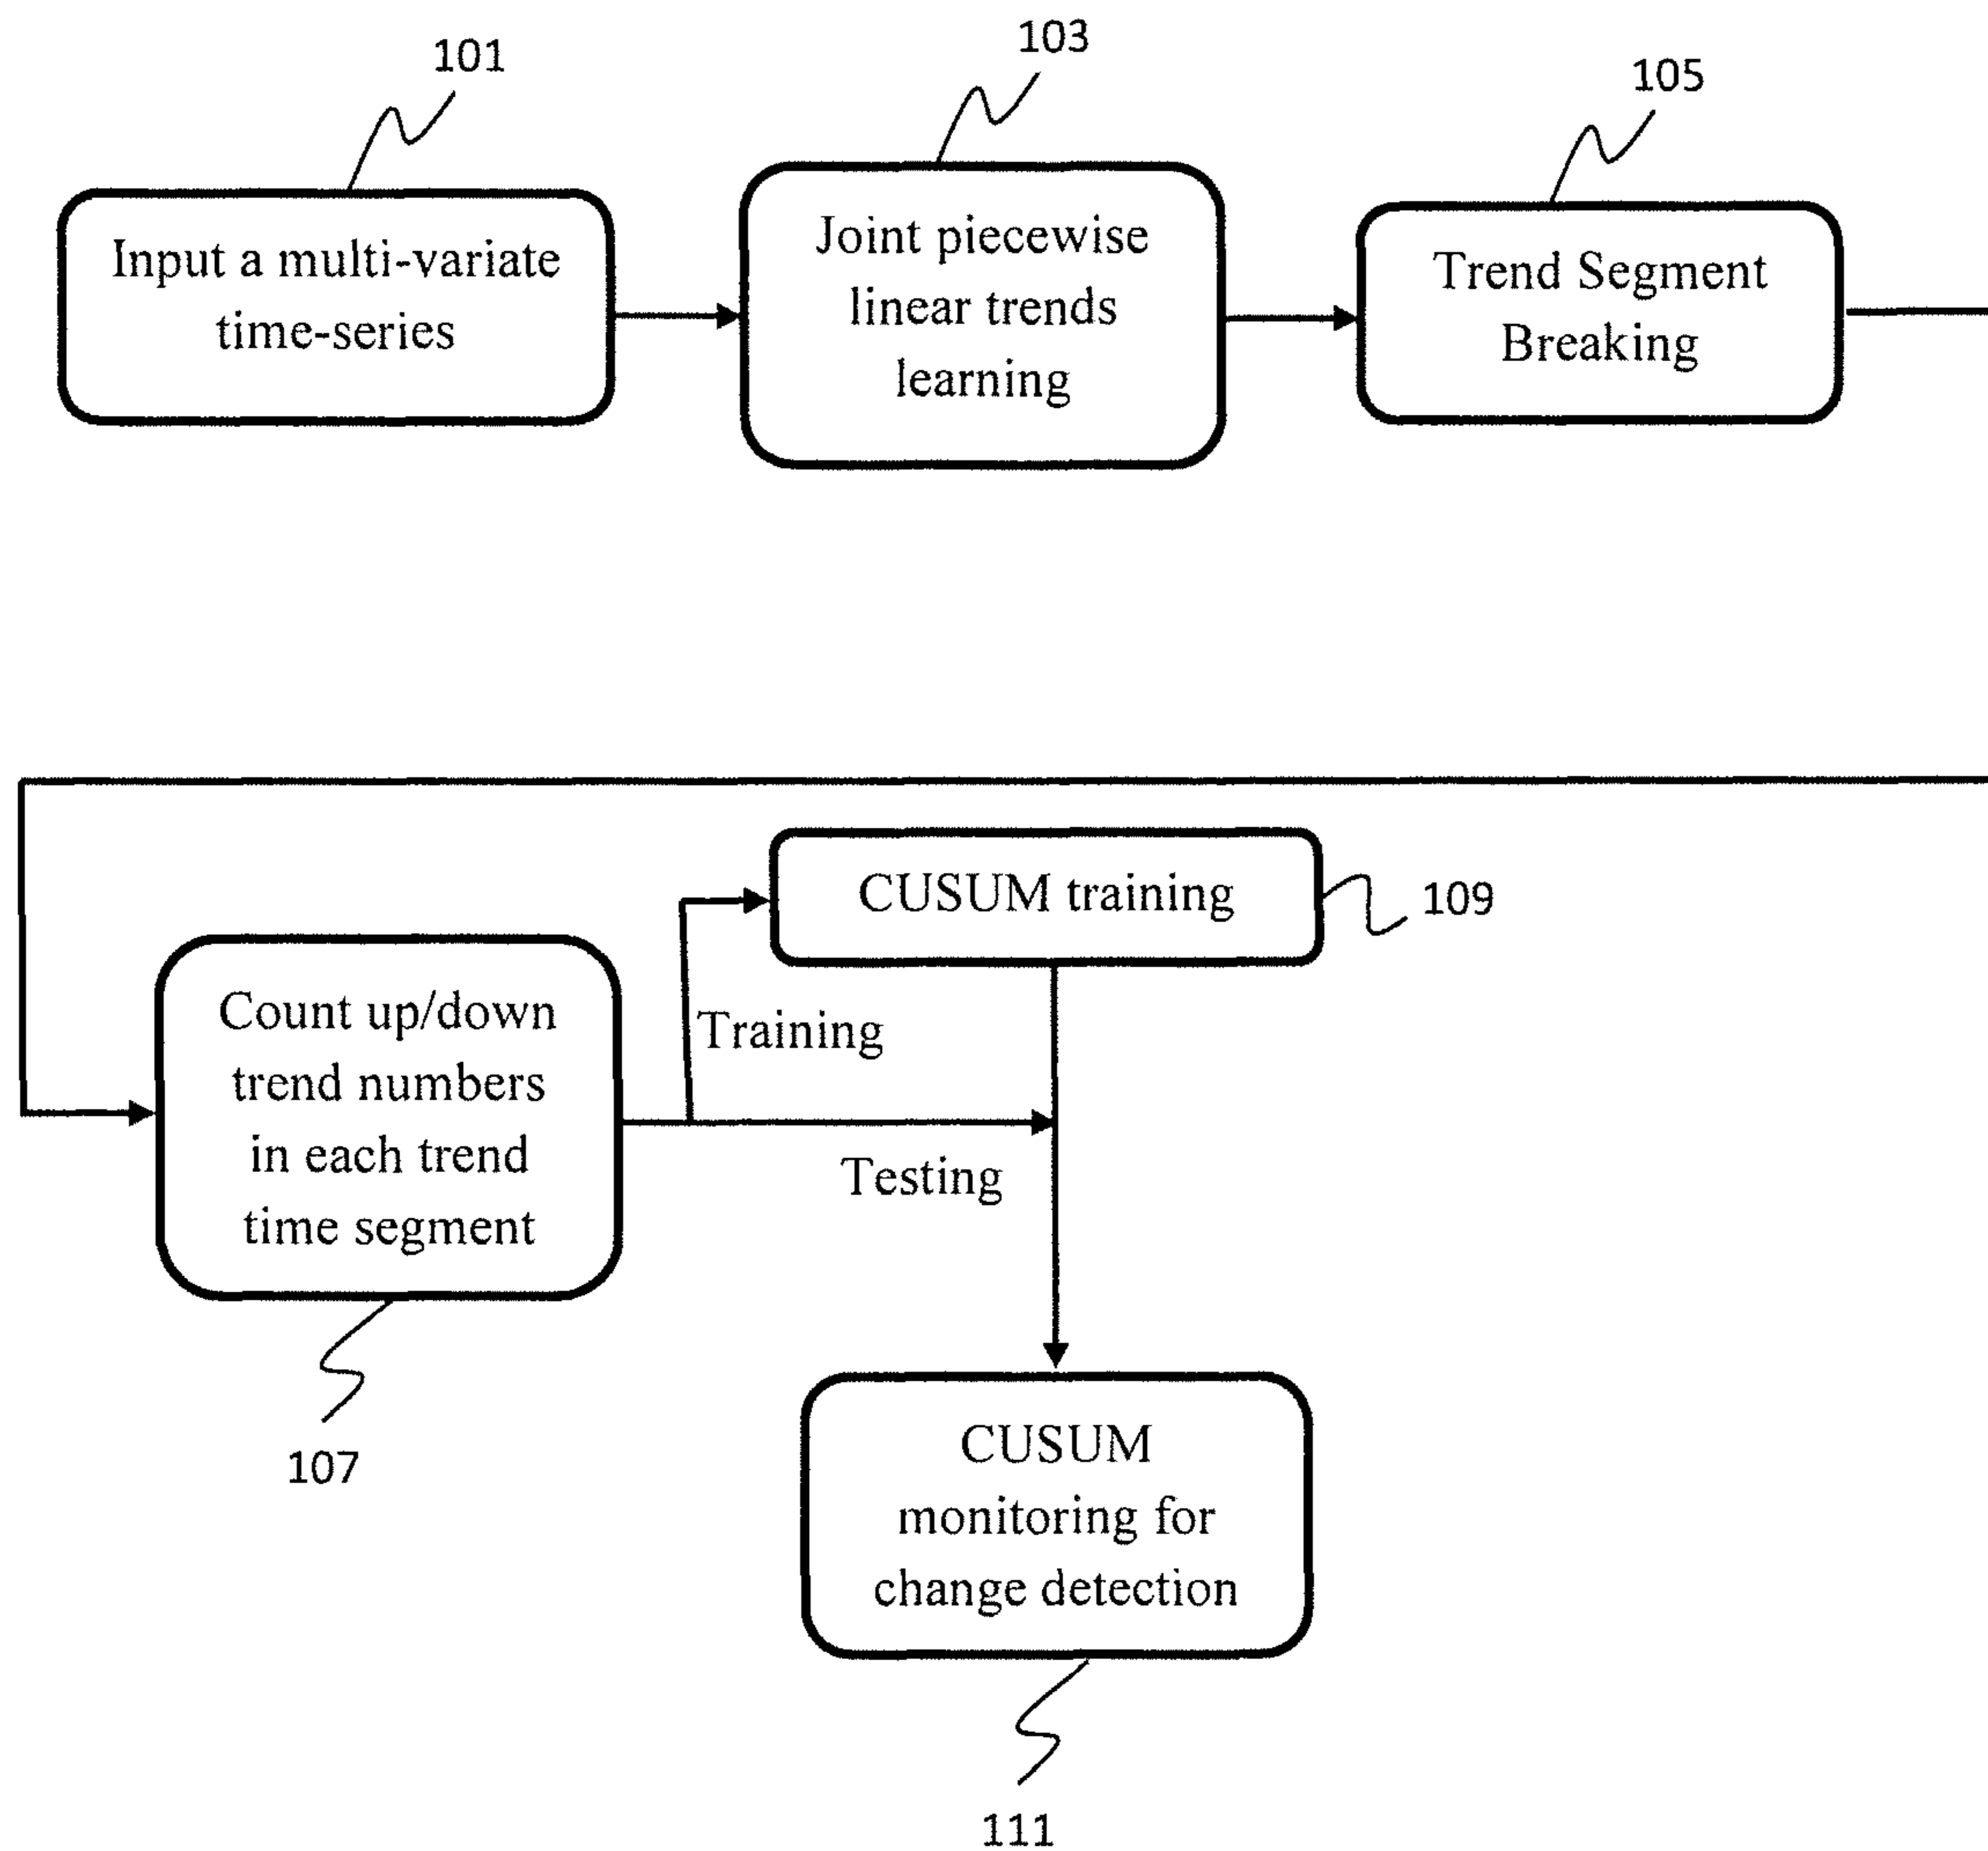 101
103
105
Input a multi-variate
time-series
Joint piecewise
linear trends
learning
Trend Segment
Breaking
CUSUM training
109
Count up/down
trend numbers
in each trend
time segment
Training
Testing
107
CUSUM
monitoring for
change detection
111